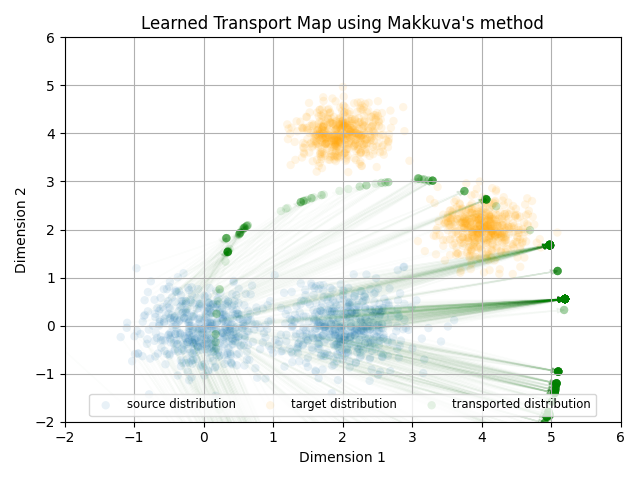 Learned Transport Map using Makkuva's method
6
5
4
3
2
1
0
−1
−2
Dimension 2
source distribution target distribution transported distribution
−2 −1 0 1 2 3 4 5 6
Dimension 1